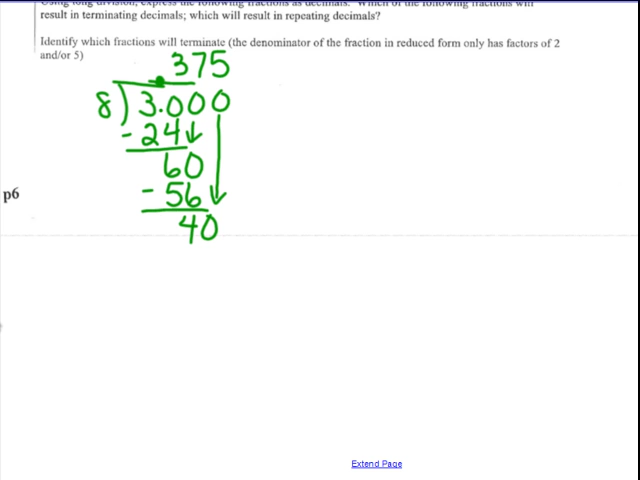 result in terminating decimals; which will result in repeating decimals?
Identify which fractions will terminate (the denominator of the fraction in reduced form only has factors of 2
and/or 5)
.375
8)3.000
-24
60
p6
-56
40
Extend Page